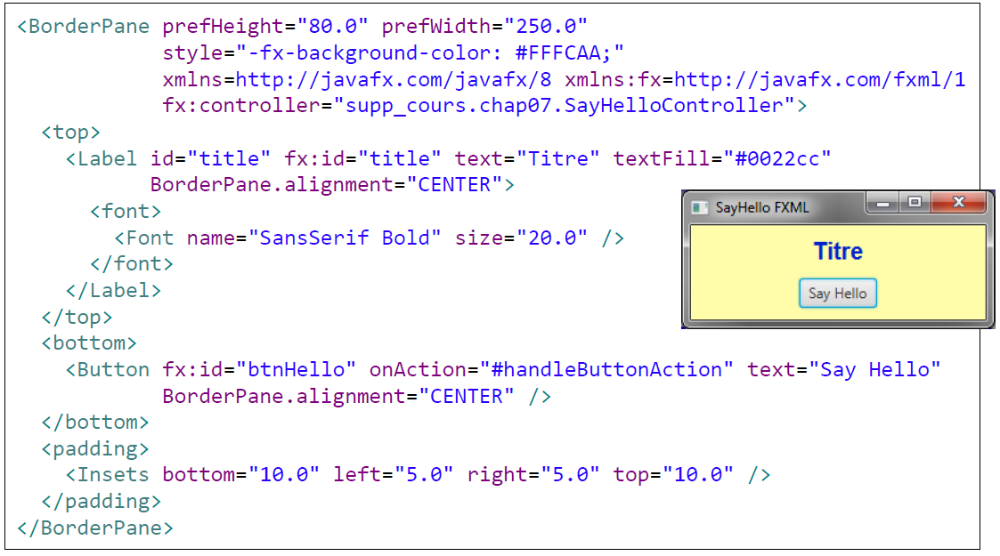 <BorderPane prefHeight="80.0" prefWidth="250.0"
style="-fx-background-color: #FFFCAA;"
xmlns=http://javafx.com/javafx/8 xmlns:fx=http://javafx.com/fxml/1
fx:controller="supp_cours.chap07.SayHelloController">
<top>
<Label id="title" fx:id="title" text="Titre" textFill="#0022cc"
BorderPane.alignment="CENTER">
<font>
<Font name="SansSerif Bold" size="20.0" />
</font>
</Label>
</top>
<bottom>
<Button fx:id="btnHello" onAction="#handleButtonAction" text="Say Hello"
BorderPane.alignment="CENTER" />
</bottom>
<padding>
<Insets bottom="10.0" left="5.0" right="5.0" top="10.0" />
</padding>
</BorderPane>
SayHello FXML
Titre
Say Hello